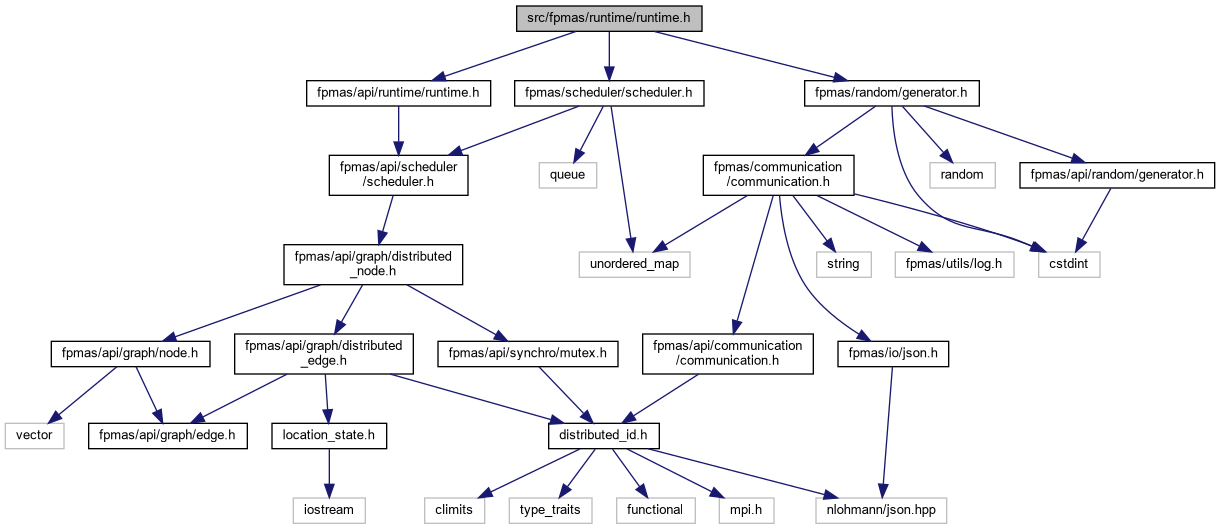 src/fpmas/runtime/runtime.h
fpmas/api/runtime/runtime.h
fpmas/scheduler/scheduler.h
fpmas/random/generator.h
fpmas/api/scheduler
/scheduler.h
queue
fpmas/communication
/communication.h
random
fpmas/api/random/generator.h
fpmas/api/graph/distributed
_node.h
unordered_map
string
fpmas/utils/log.h
cstdint
fpmas/api/graph/node.h
fpmas/api/graph/distributed
_edge.h
fpmas/api/synchro/mutex.h
fpmas/api/communication
/communication.h
fpmas/io/json.h
vector
fpmas/api/graph/edge.h
location_state.h
distributed_id.h
iostream
climits
type_traits
functional
mpi.h
nlohmann/json.hpp